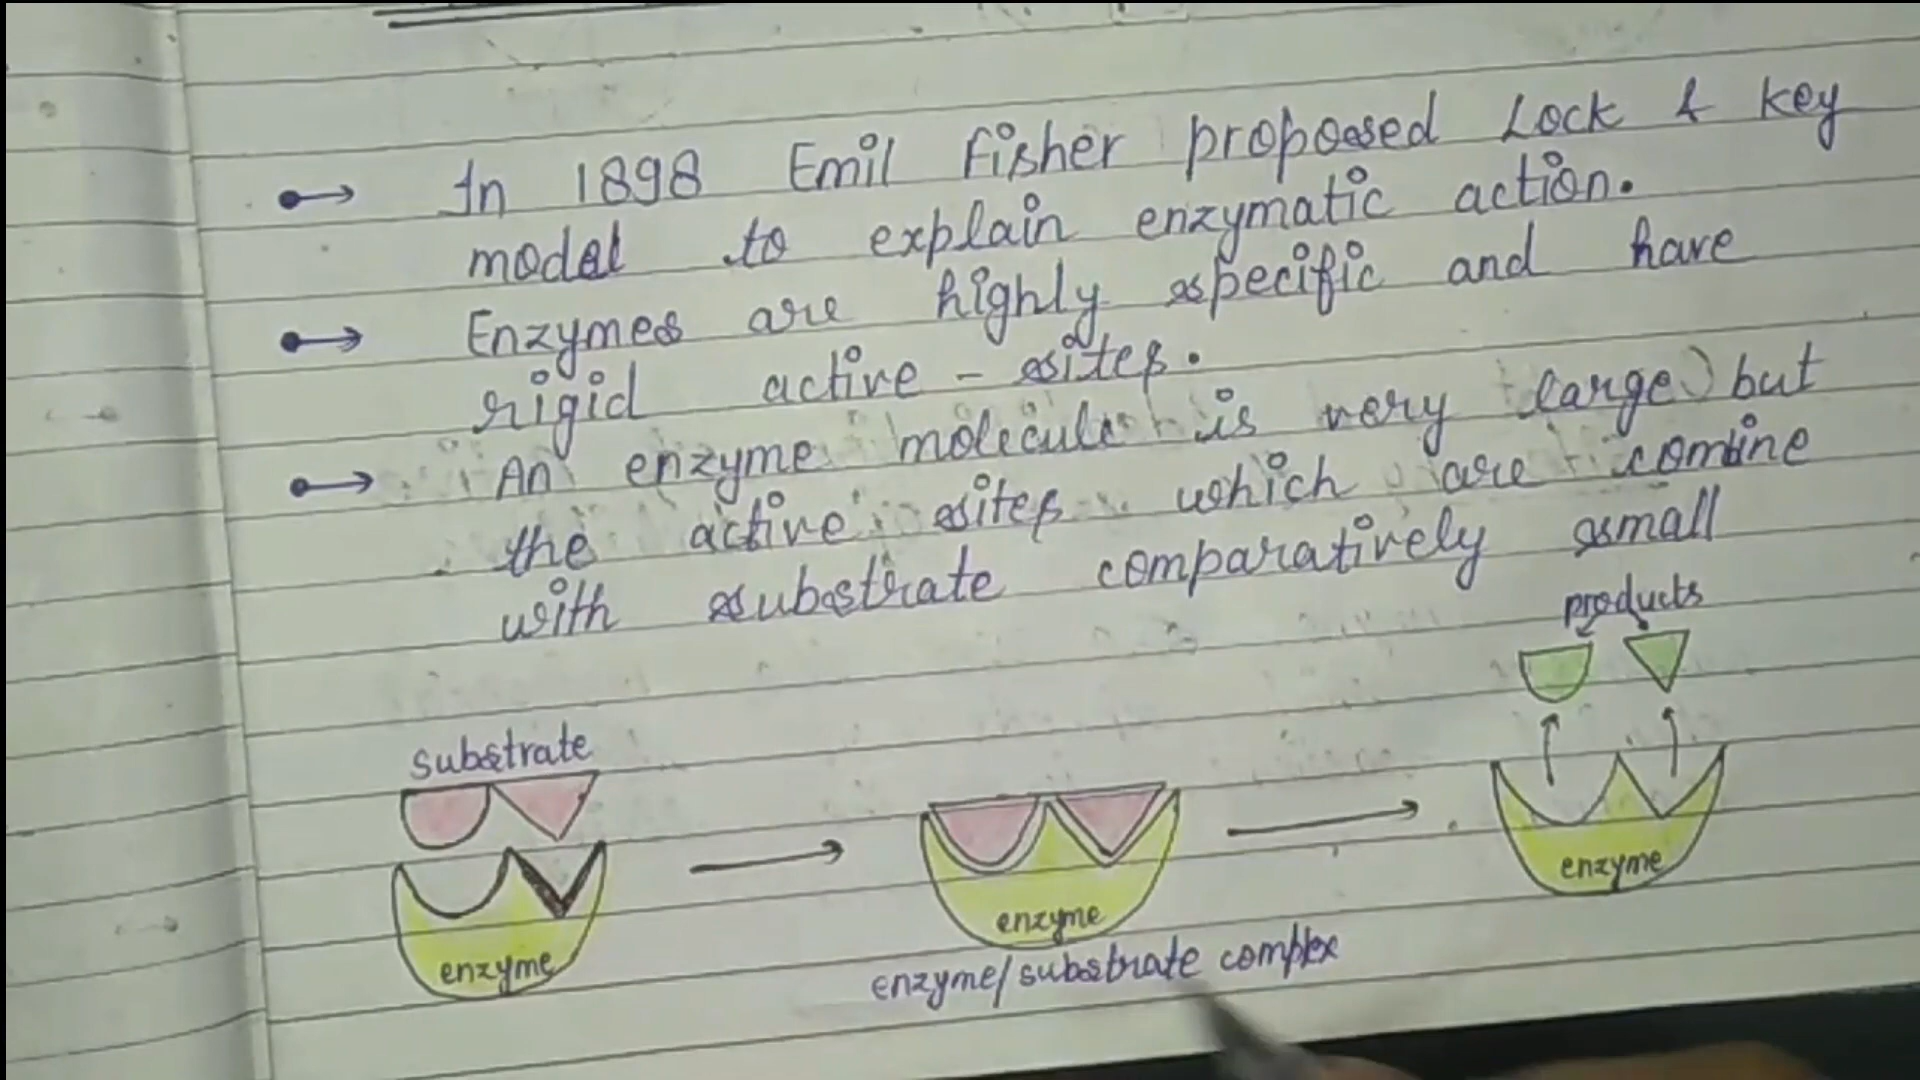 In 1898 Emil Fisher proposed Lock & key
model to explain enzymatic action.
Enzymes are highly specific and have
rigid active - sites.
An enzyme molecule is very large but
the active sites which are combine
with substrate comparatively small
products
substrate
enzyme
enzyme
enzyme
enzyme/substrate complex